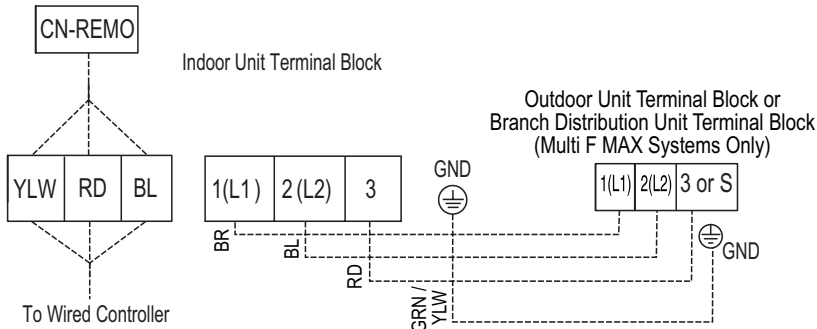 CN-REMO
Indoor Unit Terminal Block
Outdoor Unit Terminal Block or
Branch Distribution Unit Terminal Block
(Multi F MAX Systems Only)
YLW RD BL
1(L1) 2(L2) 3
GND
1(L1) 2(L2) 3 or S
BR
BL
RD
GRN /
YLW
GND
To Wired Controller